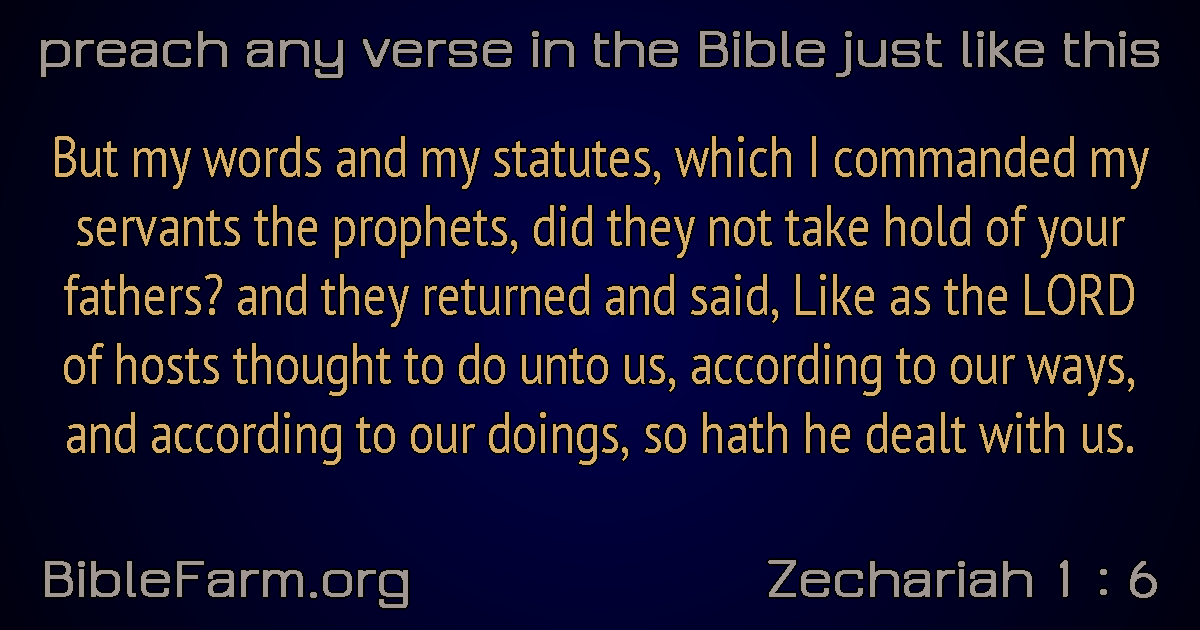 preach any verse in the Bible just like this
But my words and my statutes, which I commanded my
servants the prophets, did they not take hold of your
fathers? and they returned and said, Like as the LORD
of hosts thought to do unto us, according to our ways,
and according to our doings, so hath he dealt with us.
BibleFarm.org
Zechariah 1 : 6